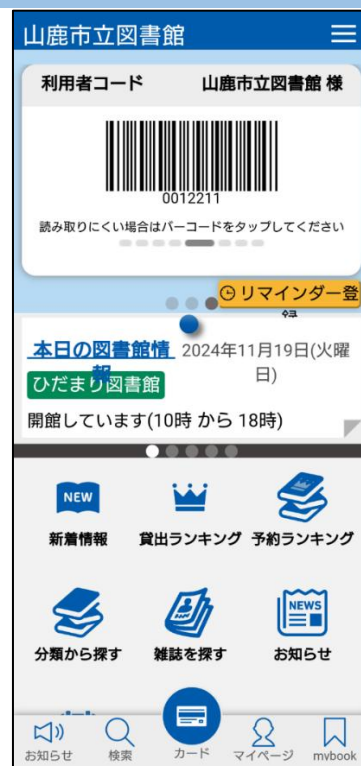 山鹿市立図書館
利用者コード 山鹿市立図書館 様
0012211
読み取りにくい場合はバーコードをタップしてください
リマインダー登
録
本日の図書館情 2024年11月19日(火曜
報 日)
ひだまり図書館
開館しています(10時 から 18時)
NEW
新着情報 貸出ランキング 予約ランキング
NEWS
分類から探す 雑誌を探す お知らせ
お知らせ 検索 カード マイページ mybook